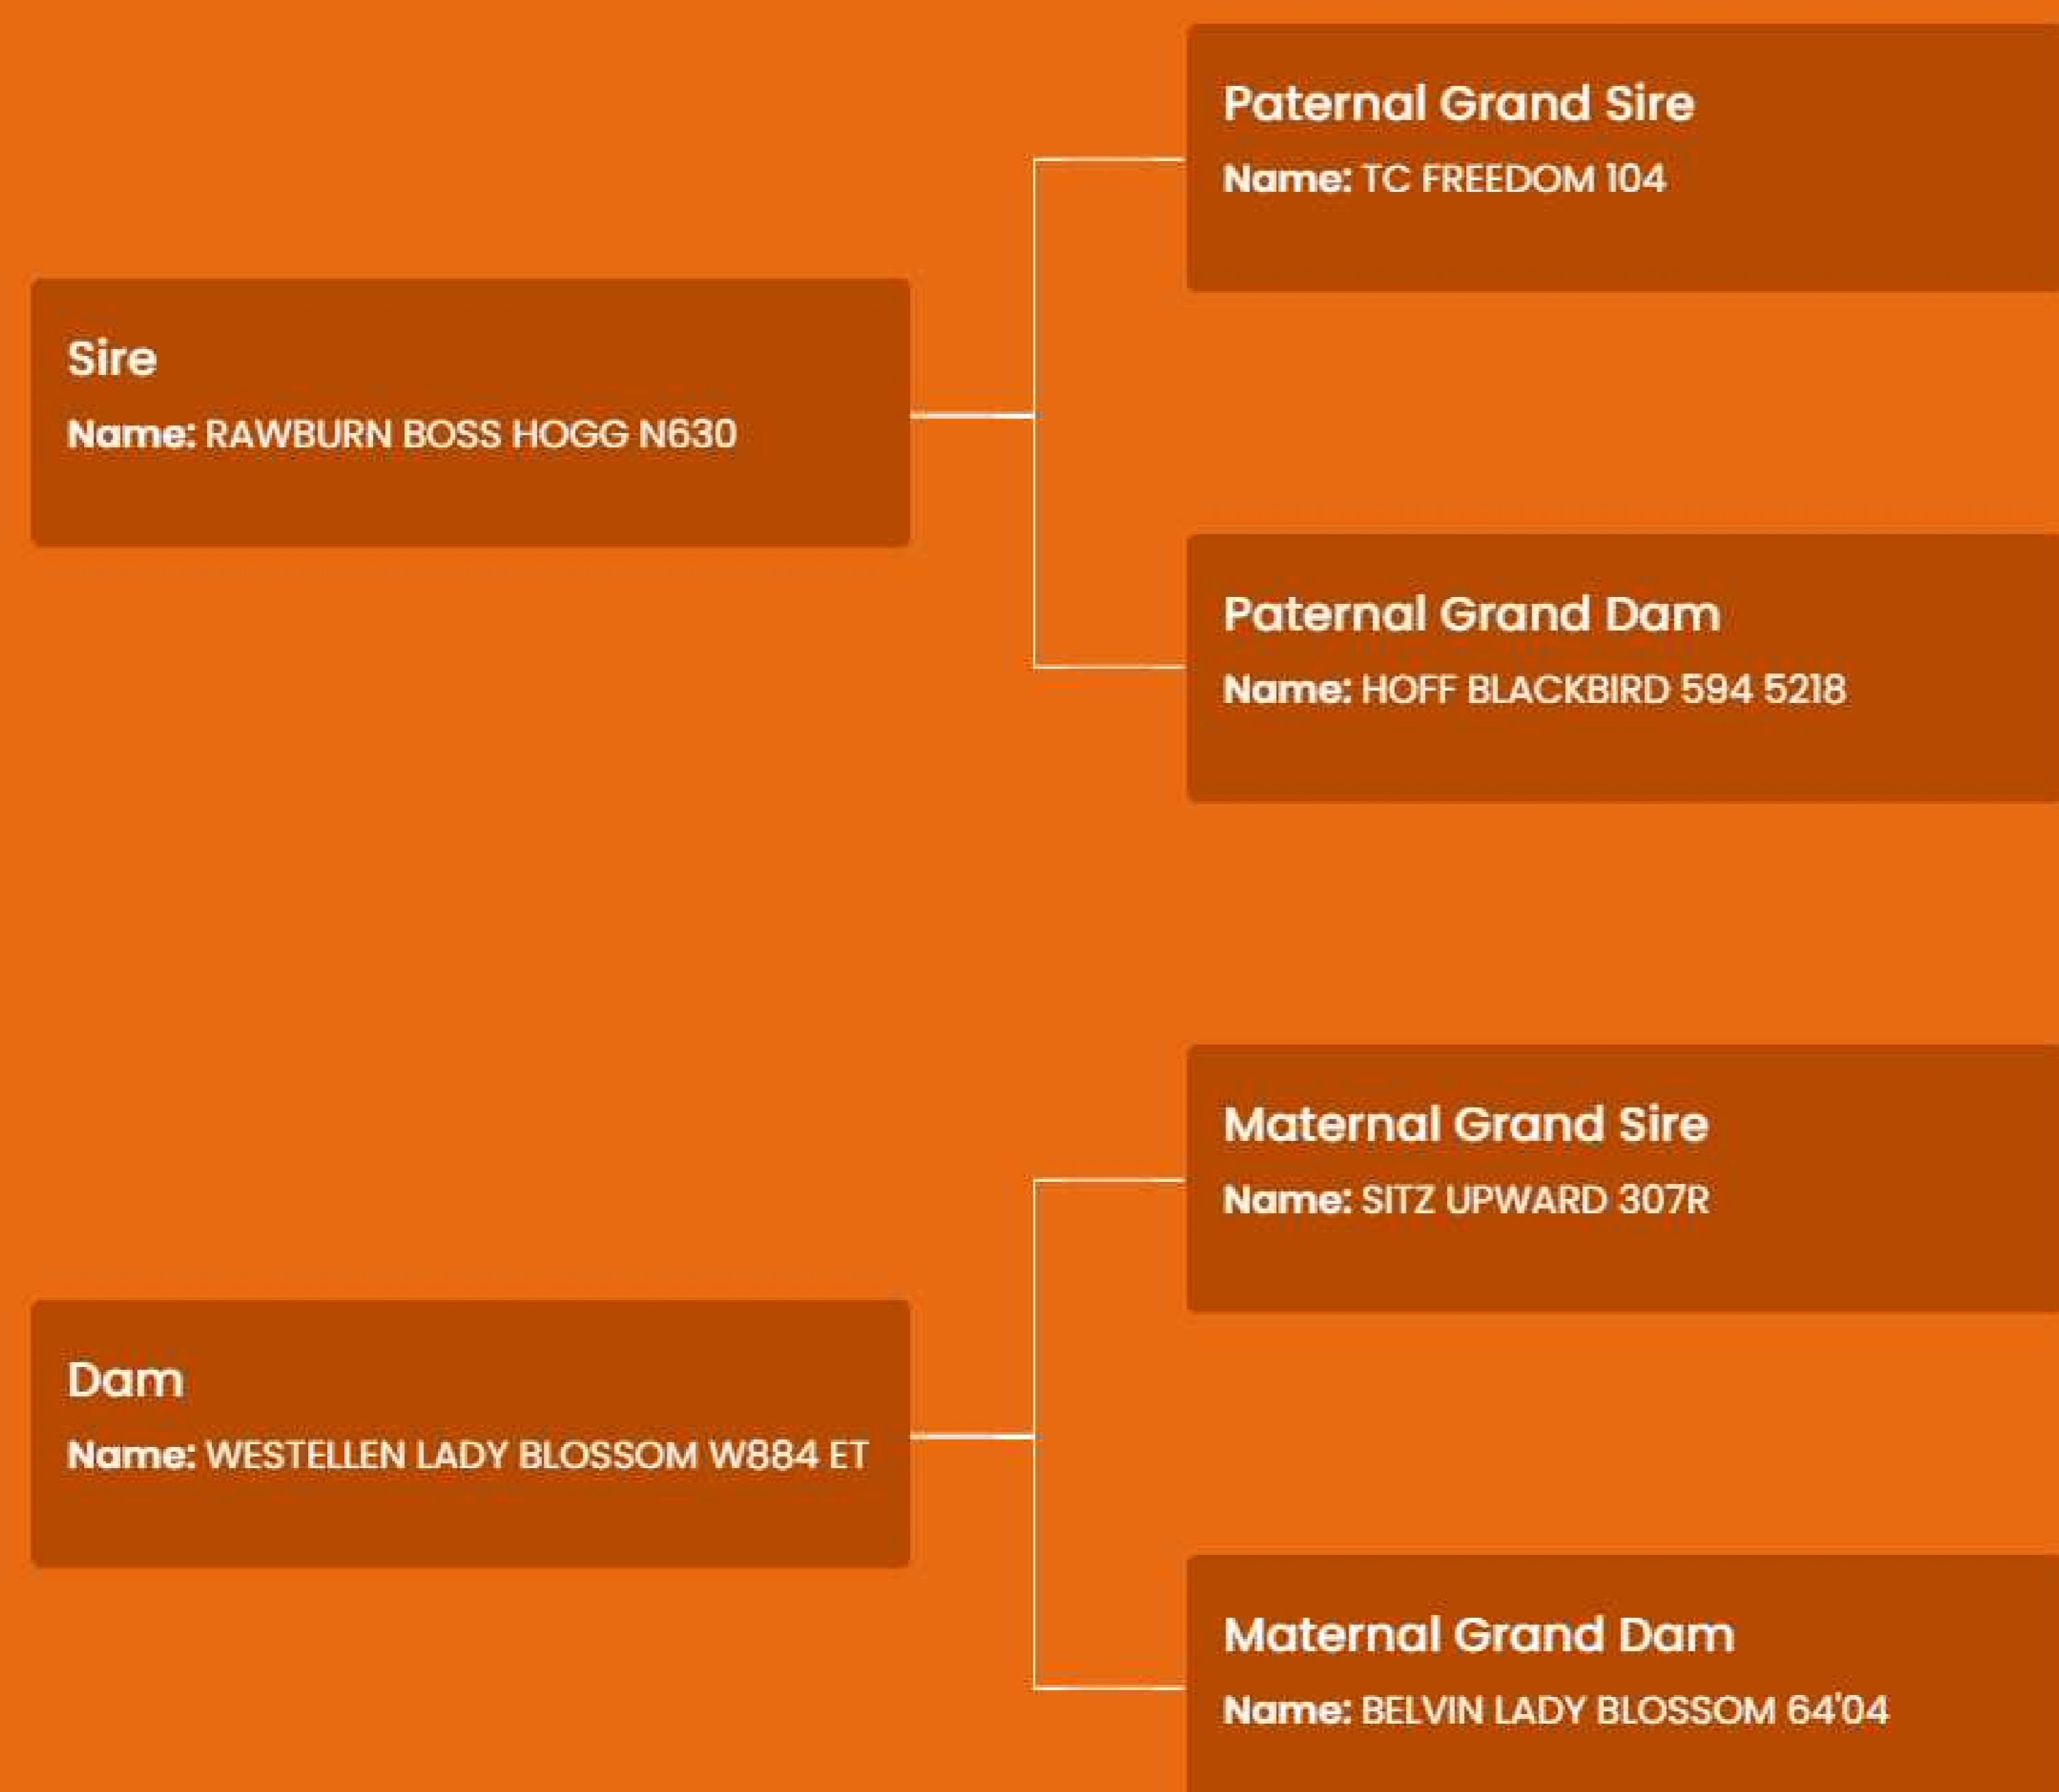 Paternal Grand Sire
Name: TC FREEDOM 104
Sire
Name: RAWBURN BOSS HOGG N630
Paternal Grand Dam
Name: HOFF BLACKBIRD 594 5218
Maternal Grand Sire
Name: SITZ UPWARD 307R
Dam
Name: WESTELLEN LADY BLOSSOM W884 ET
Maternal Grand Dam
Name: BELVIN LADY BLOSSOM 64'04